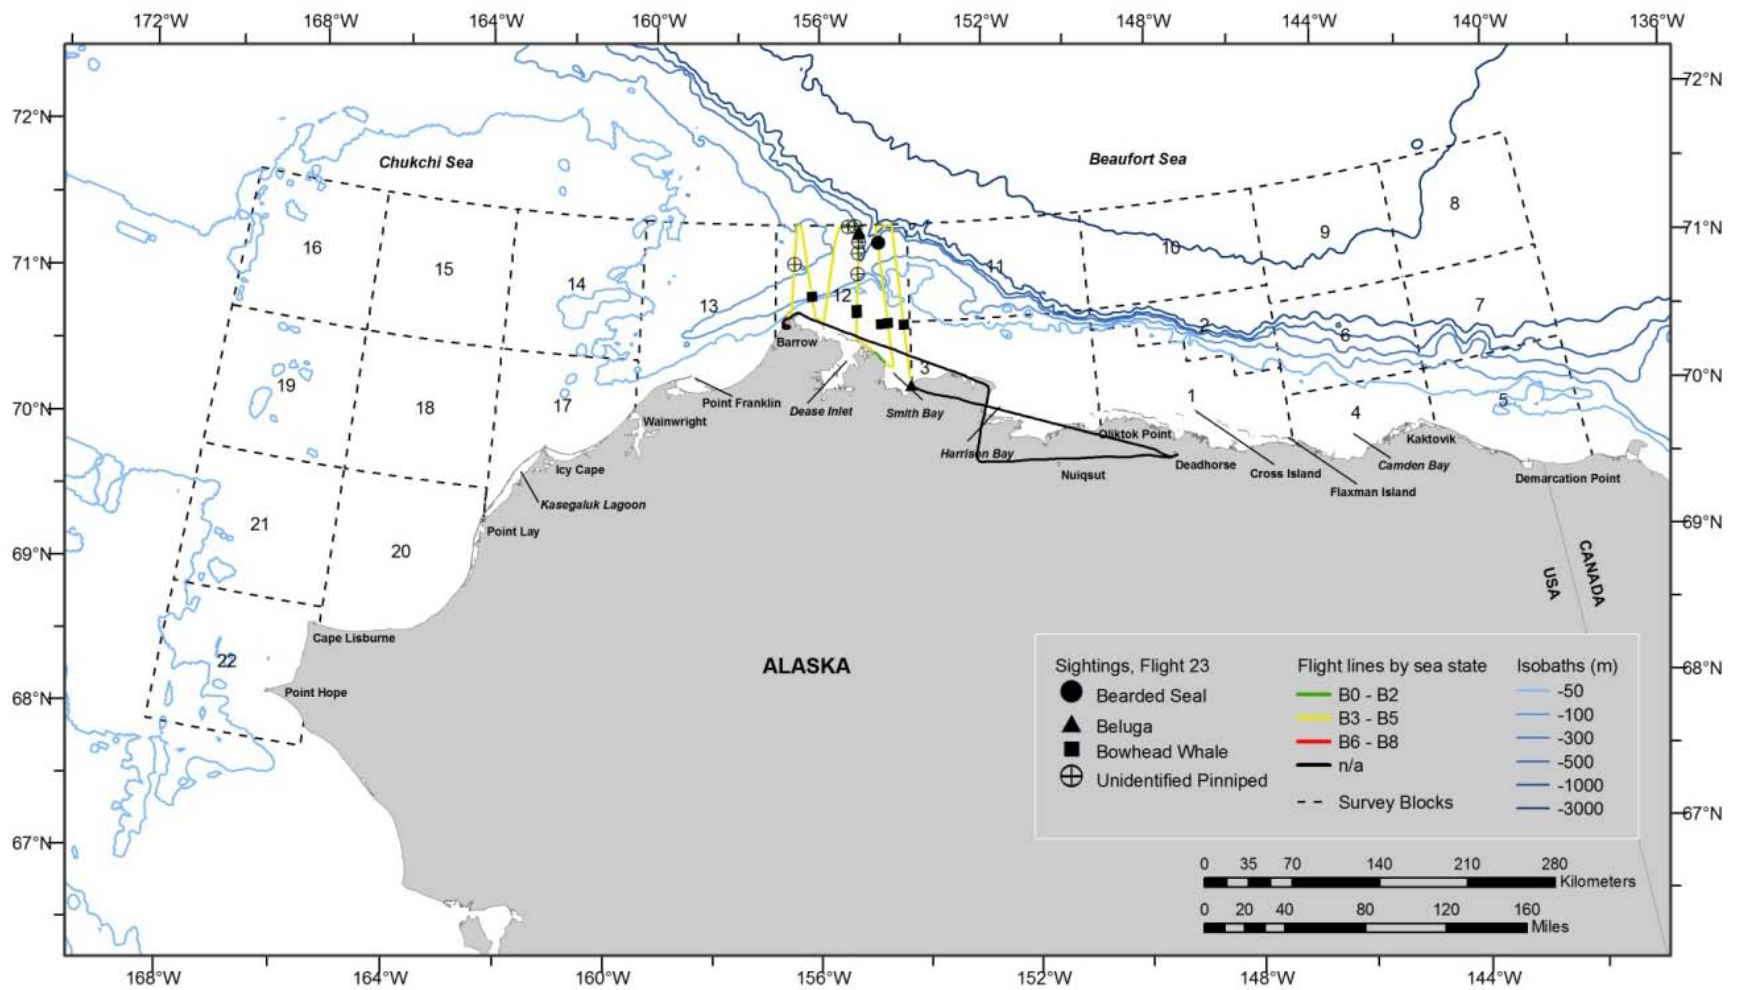 172°W 168°W 164°W 160°W 156°W 152°W 148°W 144°W 140°W 136°W
72°N 72°N
Chukchi Sea Beaufort Sea
8
71°N
9
16 10
71°N 15 11
14
13 12 7
2 6
Barrow
70°N
3
19 Point Franklin Dease Inlet Smith Bay 1 5
70°N 18 17 4
Wainwright Harrison Bay Oliktok Point Kaktovik
Icy Cape Nuiqsut Deadhorse Cross Island Camden Bay
Kasegaluk Lagoon Flaxman Island Demarcation Point
21 69°N
Point Lay
69°N 20
USA CANADA
Cape Lisburne
22 ALASKA 68°N
68°N Point Hope
Sightings, Flight 23
Bearded Seal
Beluga
Bowhead Whale
Unidentified Pinniped
Flight lines by sea state
B0 - B2
B3 - B5
B6 - B8
n/a
Survey Blocks
Isobaths (m)
-50
-100
-300
-500
-1000
-3000
67°N
67°N
0 35 70 140 210 280
Kilometers
0 20 40 80 120 160
Miles
168°W 164°W 160°W 156°W 152°W 148°W 144°W